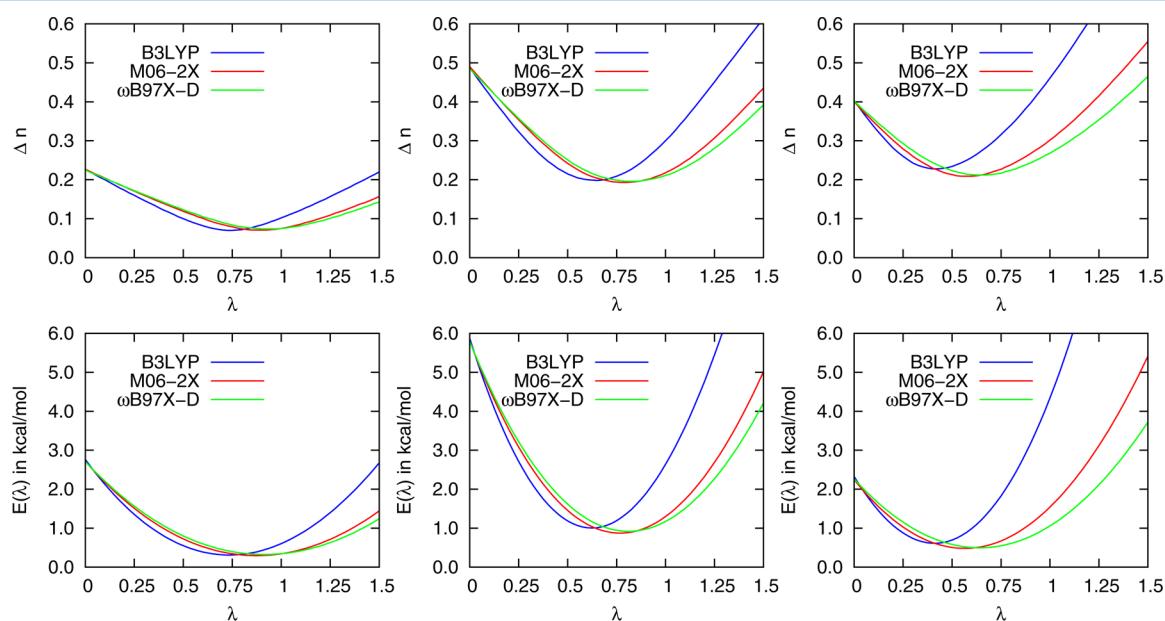 0.6 0.6 0.6
B3LYP B3LYP B3LYP
0.5 0.5 0.5
M06-2X M06-2X M06-2X
ωB97X-D ωB97X-D ωB97X-D
0.4 0.4 0.4
Δ n Δ n Δ n
0.3 0.3 0.3
0.2 0.2 0.2
0.1 0.1 0.1
0.0 0.0 0.0
0 0.25 0.5 0.75 1 1.25 1.5 0 0.25 0.5 0.75 1 1.25 1.5 0 0.25 0.5 0.75 1 1.25 1.5
λ λ λ
6.0 6.0 6.0
B3LYP B3LYP B3LYP
5.0 5.0 5.0
M06-2X M06-2X M06-2X
ωB97X-D ωB97X-D ωB97X-D
4.0 4.0 4.0
E(λ) in kcal/mol E(λ) in kcal/mol E(λ) in kcal/mol
3.0 3.0 3.0
2.0 2.0 2.0
1.0 1.0 1.0
0.0 0.0 0.0
0 0.25 0.5 0.75 1 1.25 1.5 0 0.25 0.5 0.75 1 1.25 1.5 0 0.25 0.5 0.75 1 1.25 1.5
λ λ λ